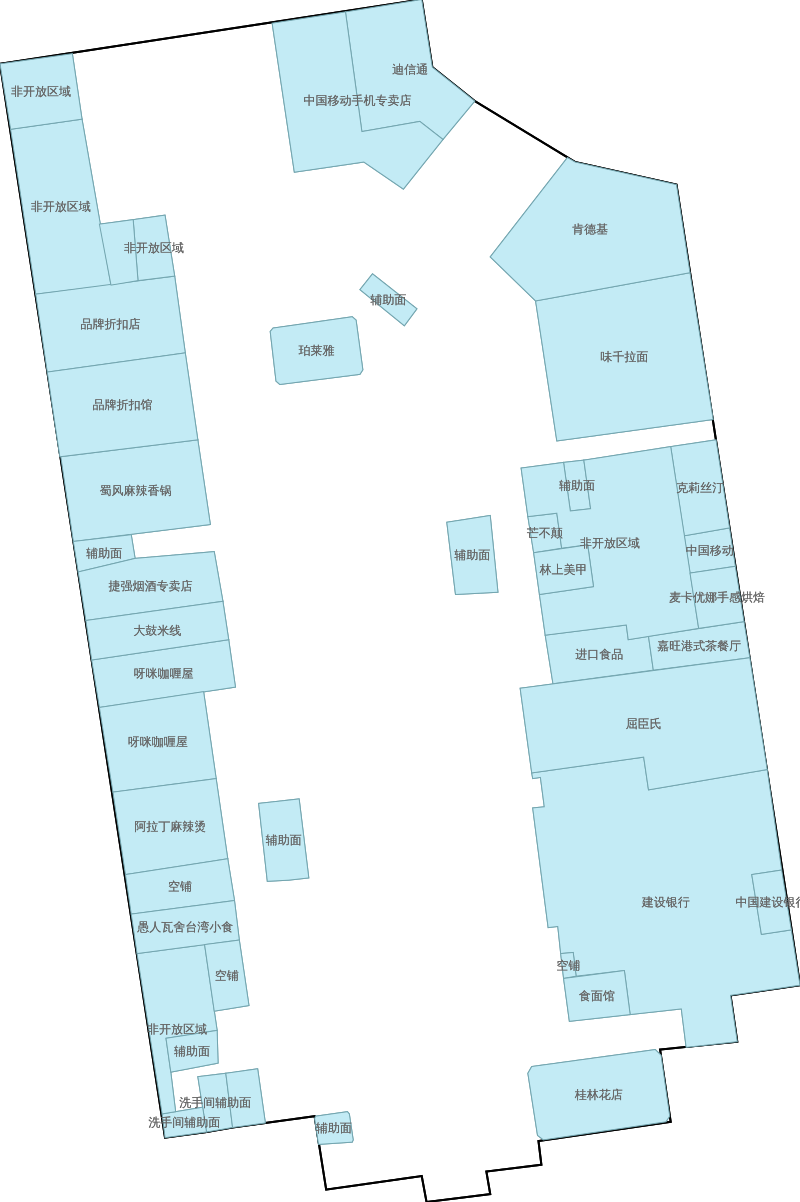 迪信通
非开放区域
中国移动手机专卖店
非开放区域
肯德基
非开放区域
辅助面
品牌折扣店
珀莱雅
味千拉面
品牌折扣馆
辅助面
克莉丝汀
蜀风麻辣香锅
芒不颠
非开放区域
中国移动
辅助面
辅助面
林上美甲
捷强烟酒专卖店
麦卡优娜手感烘焙
大鼓米线
嘉旺港式茶餐厅
进口食品
呀咪咖喱屋
屈臣氏
呀咪咖喱屋
阿拉丁麻辣烫
辅助面
空铺
建设银行
中国建设银行
愚人瓦舍台湾小食
空铺
空铺
食面馆
非开放区域
辅助面
桂林花店
洗手间辅助面
洗手间辅助面
辅助面